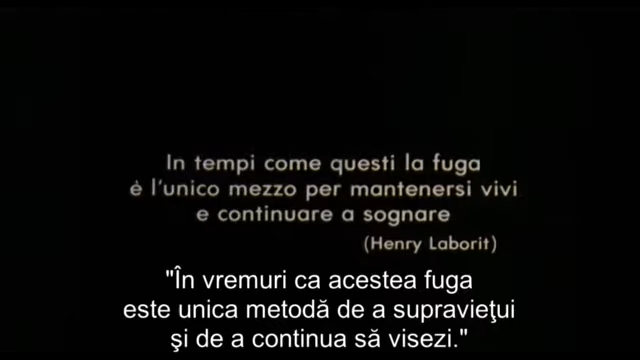 In tempi come questi la fuga
è l'unico mezzo per mantenersi vivi
e continuare a sognare
(Henry Laborit)
"În vremuri ca acestea fuga
este unica metodă de a supravieţui
şi de a continua să visezi."